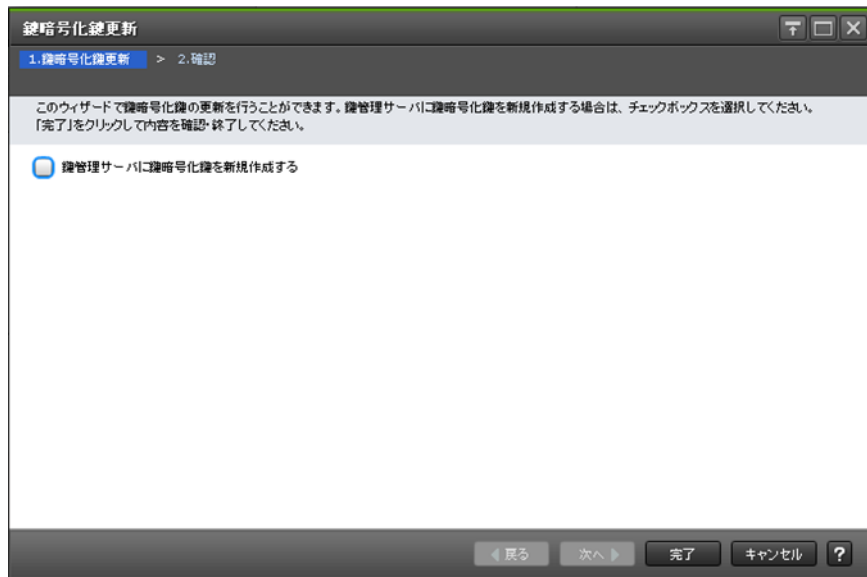 鍵暗号化鍵更新
1.鍵暗号化鍵更新 > 2.確認
このウィザードで鍵暗号化鍵の更新を行うことができます。鍵管理サーバに鍵暗号化鍵を新規作成する場合は、チェックボックスを選択してください。
「完了」をクリックして内容を確認・終了してください。
鍵管理サーバに鍵暗号化鍵を新規作成する
戻る 次へ 完了 キャンセル ?